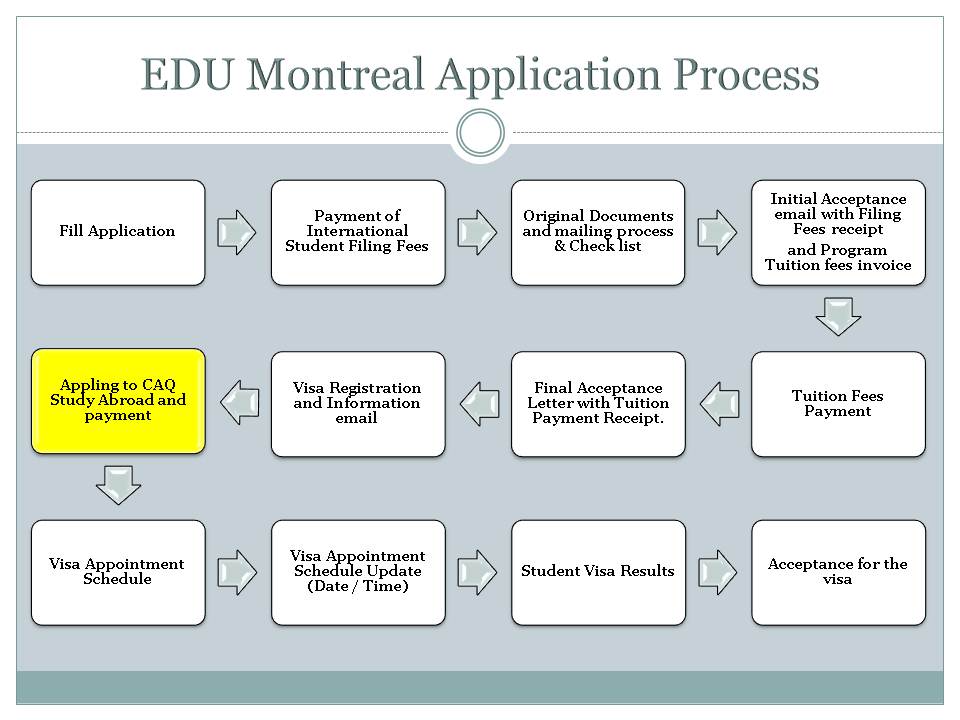 EDU Montreal Application Process
Fill Application
Payment of
International
Student Filing Fees
Original Documents
and mailing process
& Check list
Initial Acceptance
email with Filing
Fees receipt
and Program
Tuition fees invoice
Tuition Fees
Payment
Final Acceptance
Letter with Tuition
Payment Receipt.
Visa Registration
and Information
email
Appling to CAQ
Study Abroad and
payment
Visa Appointment
Schedule
Visa Appointment
Schedule Update
(Date / Time)
Student Visa Results
Acceptance for the
visa